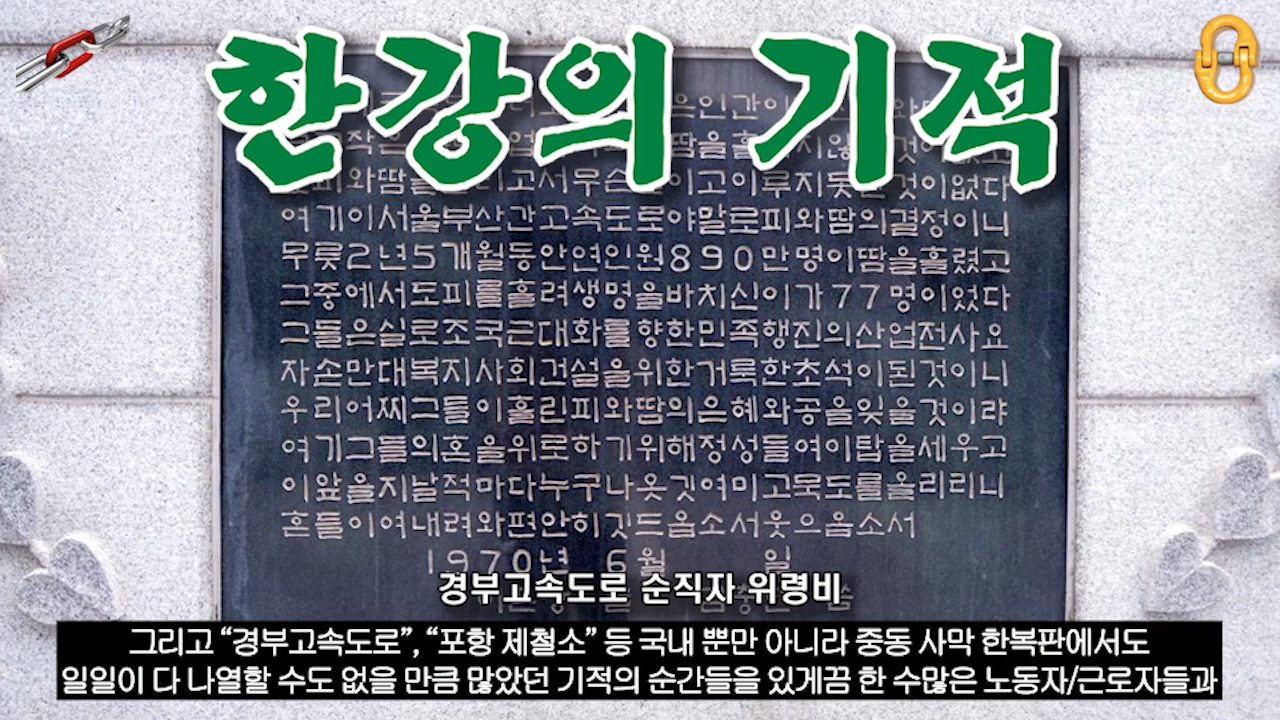 한강의 기적
은인간이
것이없다
여기이서울부산간고속도로야말로피와땀의결정이니
무릇2년5개월동안연인원890만명이땀을흘렸고
그중에서도피를흘려생명을바치신이가77명이었다
그들은실로조국근대화를향한민족행진의산업전사요
자손만대복지사회건설을위한거룩한초석이된것이니
우리어찌그들이흘린피와땀의은혜와공을잊을것이랴
여기그들의혼을위로하기위해정성들여이탑을세우고
이앞을지날적마다누구나옷깃여미고묵도를올리리니
혼들이여내려와편안히깃드옵소서웃으옵소서
1970년 6월 일
경부고속도로 순직자 위령비
그리고 “경부고속도로”, “포항 제철소” 등 국내 뿐만 아니라 중동 사막 한복판에서도
일일이 다 나열할 수도 없을 만큼 많았던 기적의 순간들을 있게끔 한 수많은 노동자/근로자들과